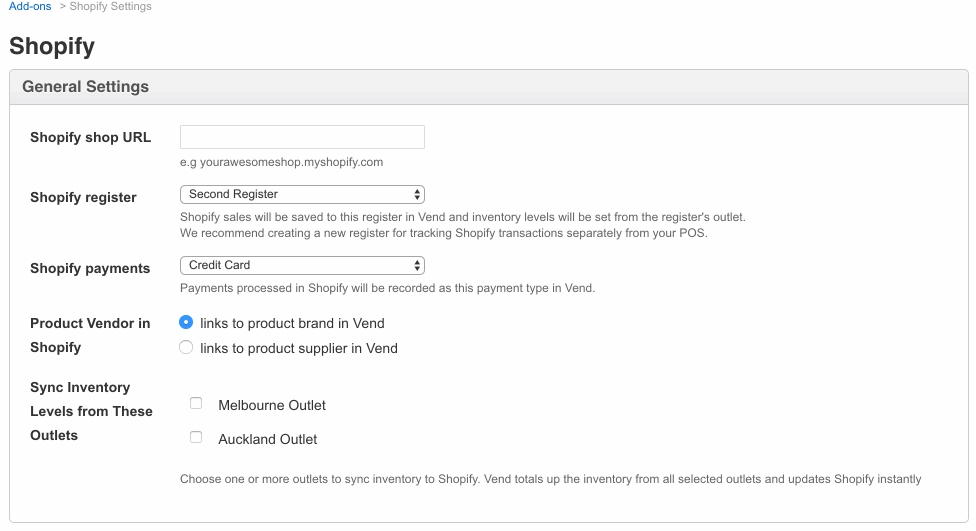 Add-ons > Shopify Settings
Shopify
General Settings
Shopify shop URL
e.g yourawesomeshop.myshopify.com
Shopify register
Second Register
Shopify sales will be saved to this register in Vend and inventory levels will be set from the register's outlet.
We recommend creating a new register for tracking Shopify transactions separately from your POS.
Shopify payments
Credit Card
Payments processed in Shopify will be recorded as this payment type in Vend.
Product Vendor in
Shopify
links to product brand in Vend
links to product supplier in Vend
Sync Inventory
Levels from These
Outlets
Melbourne Outlet
Auckland Outlet
Choose one or more outlets to sync inventory to Shopify. Vend totals up the inventory from all selected outlets and updates Shopify instantly